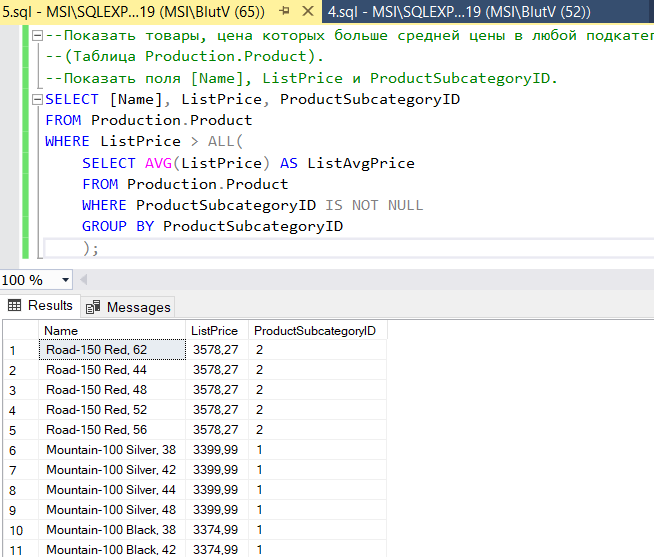 5.sql - MSI\SQLEXP...19 (MSI\BlutV (65)) 4.sql - MSI\SQLEXP...19 (MSI\BlutV (52))
--Показать товары, цена которых больше средней цены в любой
--(Таблица Production.Product).
--Показать поля [Name], ListPrice и ProductSubcategoryID.
SELECT [Name], ListPrice, ProductSubcategoryID
FROM Production.Product
WHERE ListPrice > ALL(
SELECT AVG(ListPrice) AS ListAvgPrice
FROM Production.Product
WHERE ProductSubcategoryID IS NOT NULL
GROUP BY ProductSubcategoryID
);
100 %
Results Messages
Name ListPrice ProductSubcategoryID
1 Road-150 Red, 62 3578,27 2
2 Road-150 Red, 44 3578,27 2
3 Road-150 Red, 48 3578,27 2
4 Road-150 Red, 52 3578,27 2
5 Road-150 Red, 56 3578,27 2
6 Mountain-100 Silver, 38 3399,99 1
7 Mountain-100 Silver, 42 3399,99 1
8 Mountain-100 Silver, 44 3399,99 1
9 Mountain-100 Silver, 48 3399,99 1
10 Mountain-100 Black, 38 3374,99 1
11 Mountain-100 Black, 42 3374,99 1